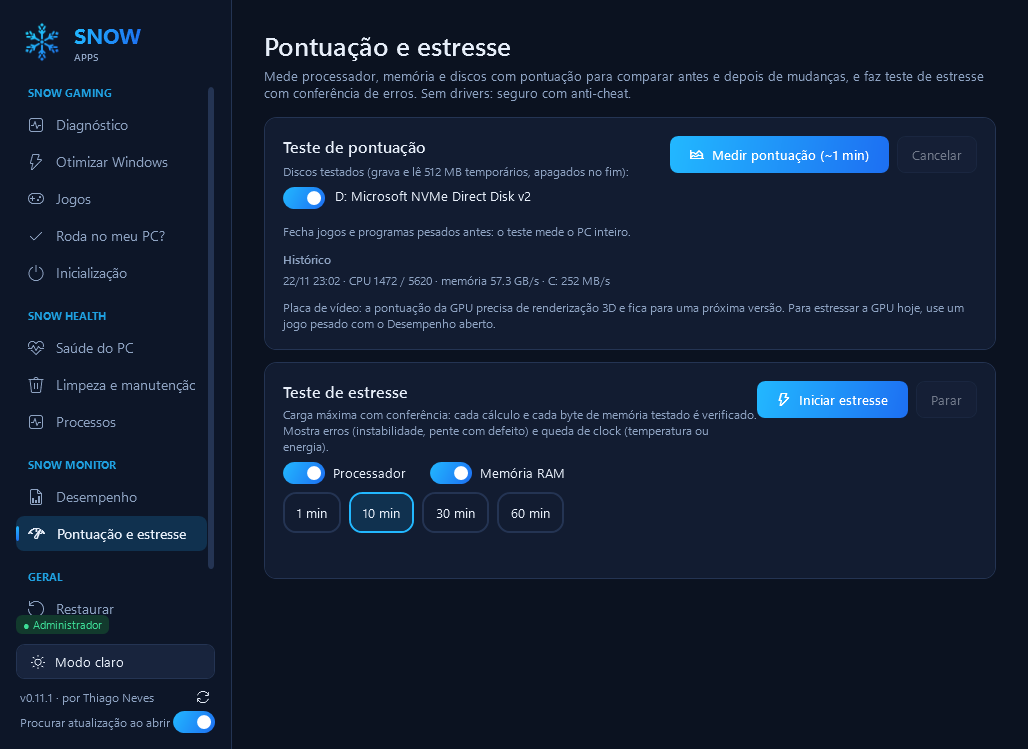 SNOW
APPS
SNOW GAMING
Diagnóstico
Otimizar Windows
Jogos
Roda no meu PC?
Inicialização
SNOW HEALTH
Saúde do PC
Limpeza e manutençãc
Processos
SNOW MONITOR
Desempenho
Pontuação e estresse
GERAL
Restaurar
Administrador
Modo claro
v0.11.1 · por Thiago Neves
Procurar atualização ao abrir
Pontuação e estresse
Mede processador, memória e discos com pontuação para comparar antes e depois de mudanças, e faz teste de estresse
com conferência de erros. Sem drivers: seguro com anti-cheat.
Teste de pontuação
Medir pontuação (~1 min)
Cancelar
Discos testados (grava e lê 512 MB temporários, apagados no fim):
D: Microsoft NVMe Direct Disk v2
Fecha jogos e programas pesados antes: o teste mede o PC inteiro.
Histórico
22/11 23:02 · CPU 1472 / 5620 · memória 57.3 GB/s · C: 252 MB/s
Placa de vídeo: a pontuação da GPU precisa de renderização 3D e fica para uma próxima versão. Para estressar a GPU hoje, use um
jogo pesado com o Desempenho aberto.
Teste de estresse
Iniciar estresse
Parar
Carga máxima com conferência: cada cálculo e cada byte de memória testado é verificado.
Mostra erros (instabilidade, pente com defeito) e queda de clock (temperatura ou
energia).
Processador
Memória RAM
1 min
10 min
30 min
60 min